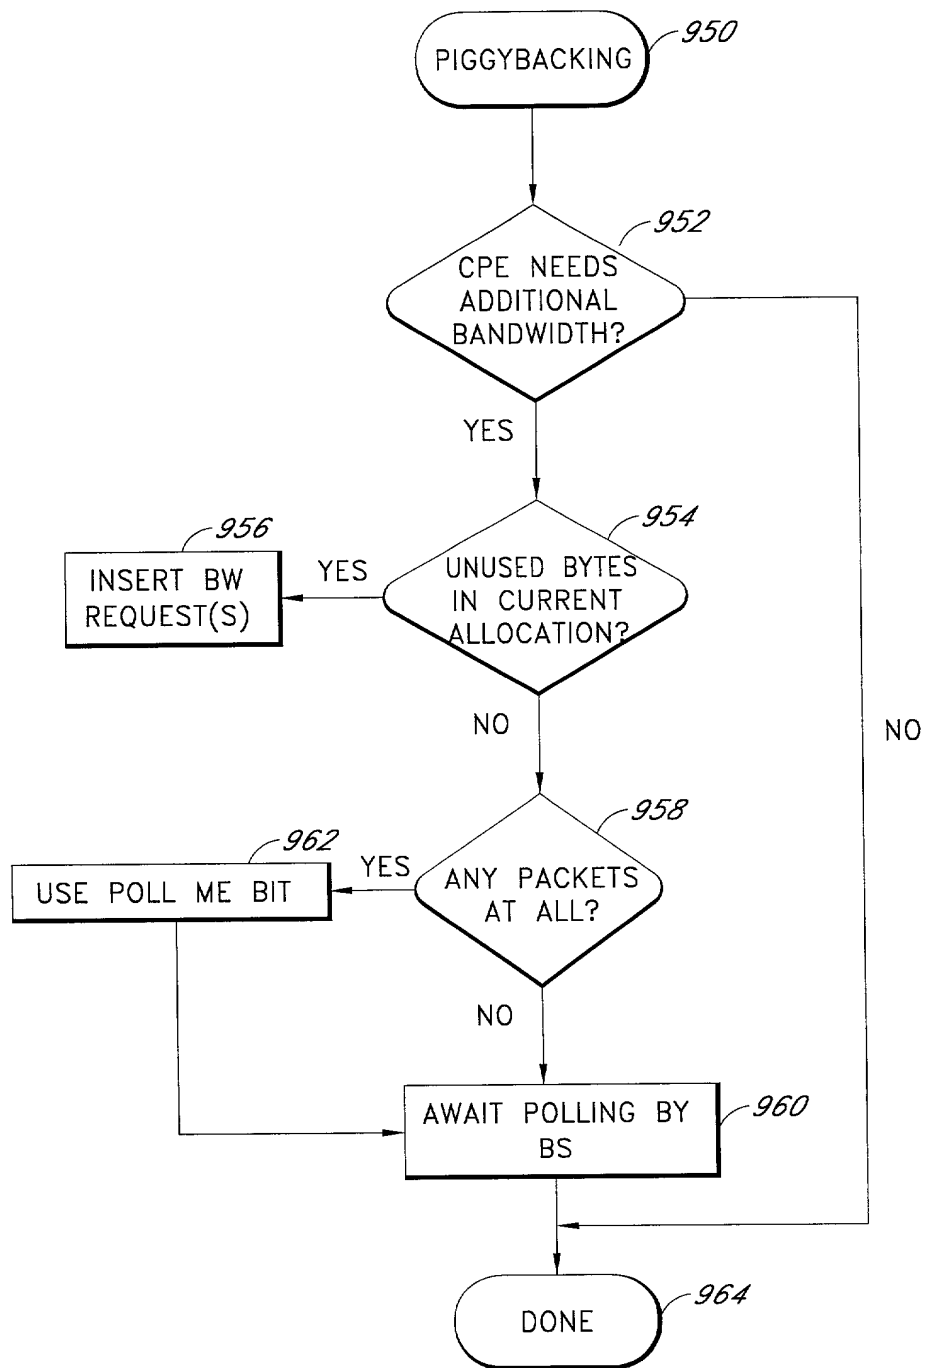 950
PIGGYBACKING
952
CPE NEEDS
ADDITIONAL
BANDWIDTH?
YES
954
956
UNUSED BYTES
IN CURRENT
ALLOCATION?
YES
INSERT BW
REQUEST(S)
NO
NO
958
962
ANY PACKETS
AT ALL?
YES
USE POLL ME BIT
NO
960
AWAIT POLLING BY
BS
964
DONE